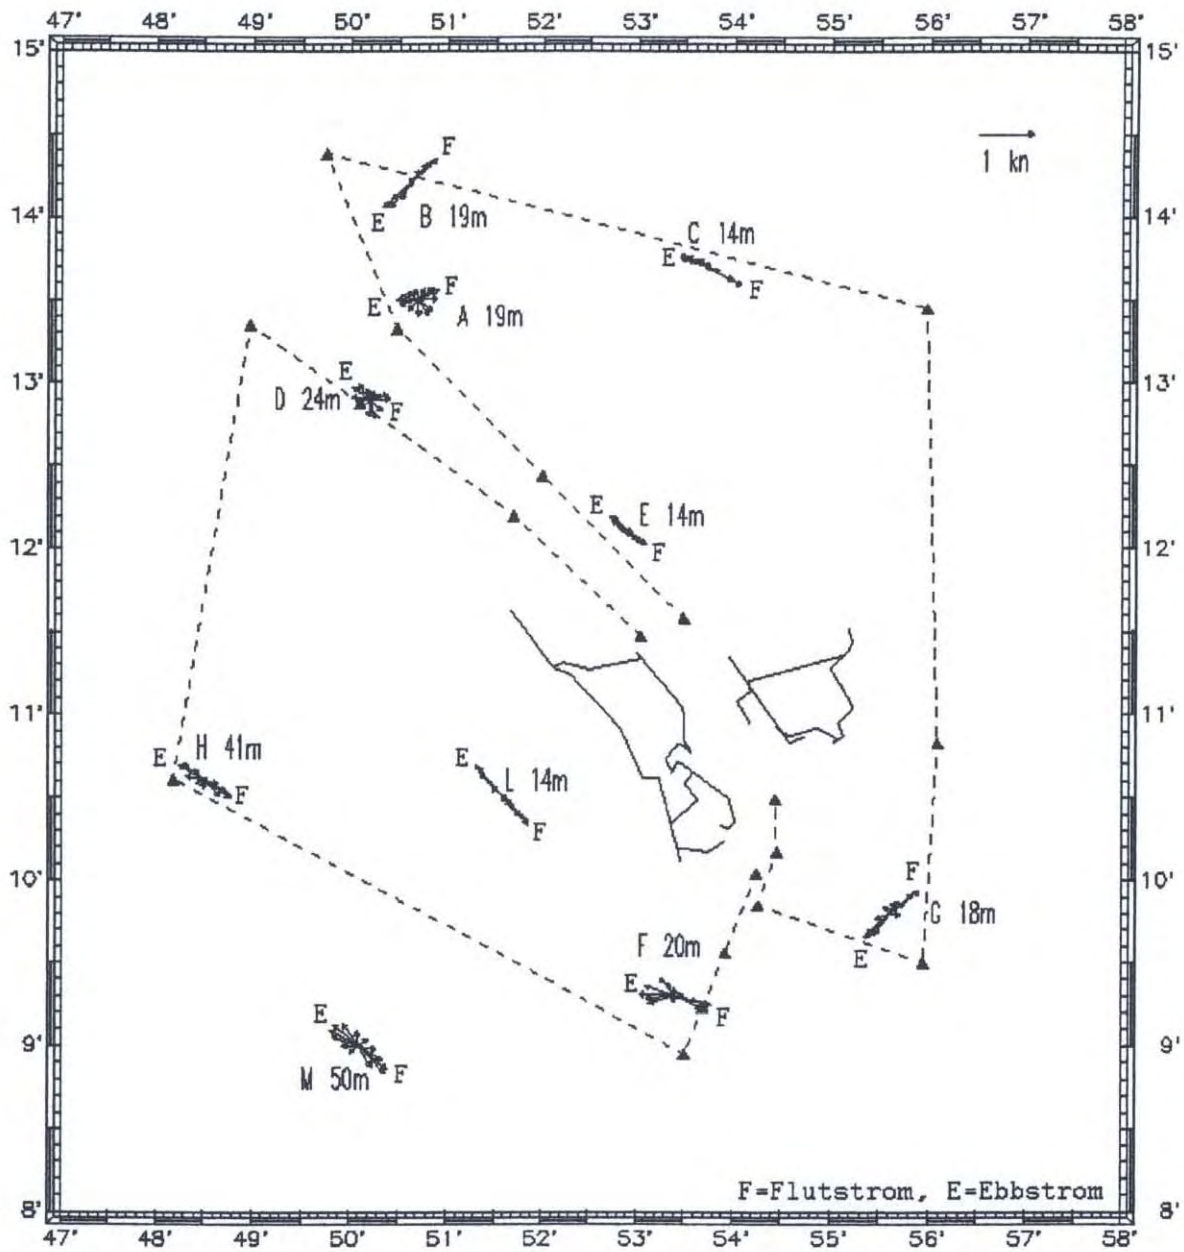 47' 48' 49' 50' 51' 52' 53' 54' 55' 56' 57' 58'
15' 15'
F
1 kn
14' 14'
E B 19m
C 14m
E
F
F
E
A 19m
13' 13'
E
D 24m
F
E
E 14m
F
12' 12'
11' 11'
E H 41m
F
E
L 14m
F
10' 10'
F
G 18m
E
F 20m
E
F
9' 9'
E
F
M 50m
F=Flutstrom, E=Ebbstrom
8' 8'
47' 48' 49' 50' 51' 52' 53' 54' 55' 56' 57' 58'